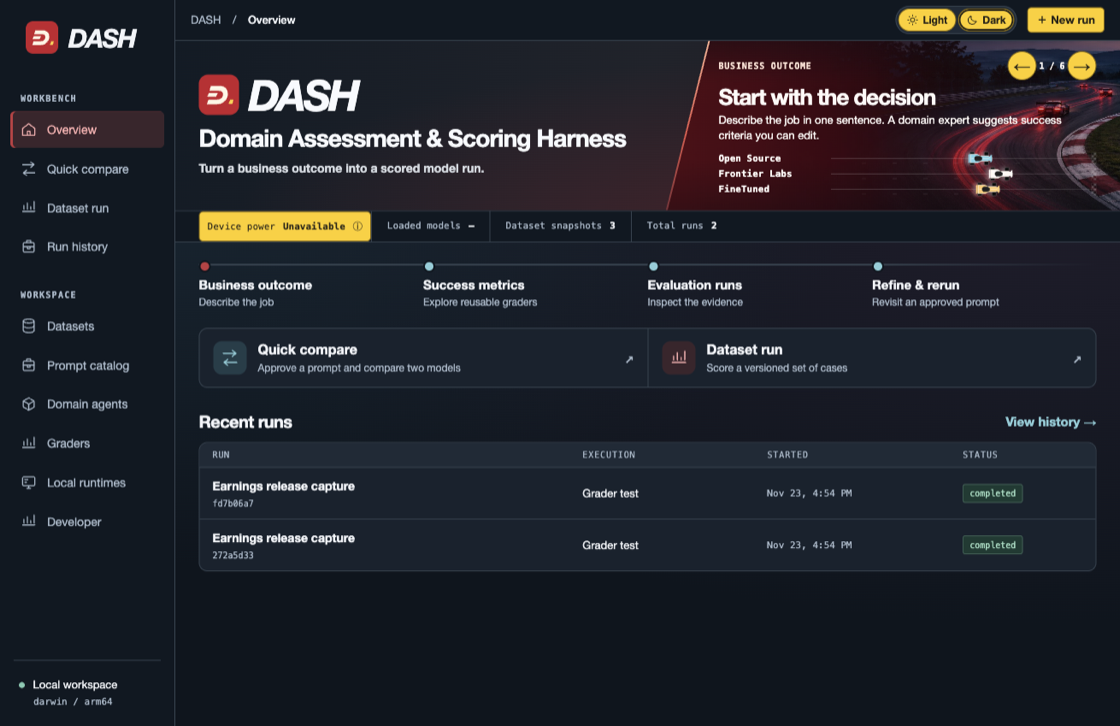 DASH
WORKBENCH
Overview
Quick compare
Dataset run
Run history
WORKSPACE
Datasets
Prompt catalog
Domain agents
Graders
Local runtimes
Developer
Local workspace
darwin / arm64
DASH / Overview
Light
Dark
+ New run
DASH
Domain Assessment & Scoring Harness
Turn a business outcome into a scored model run.
BUSINESS OUTCOME
← 1 / 6 →
Start with the decision
Describe the job in one sentence. A domain expert suggests success
criteria you can edit.
Open Source
Frontier Labs
FineTuned
Device power Unavailable ⓘ
Loaded models –
Dataset snapshots 3
Total runs 2
Business outcome
Describe the job
Success metrics
Explore reusable graders
Evaluation runs
Inspect the evidence
Refine & rerun
Revisit an approved prompt
Quick compare
Approve a prompt and compare two models
↗
Dataset run
Score a versioned set of cases
↗
Recent runs
View history →
RUN EXECUTION STARTED STATUS
Earnings release capture
fd7b06a7
Grader test
Nov 23, 4:54 PM
completed
Earnings release capture
272a5d33
Grader test
Nov 23, 4:54 PM
completed